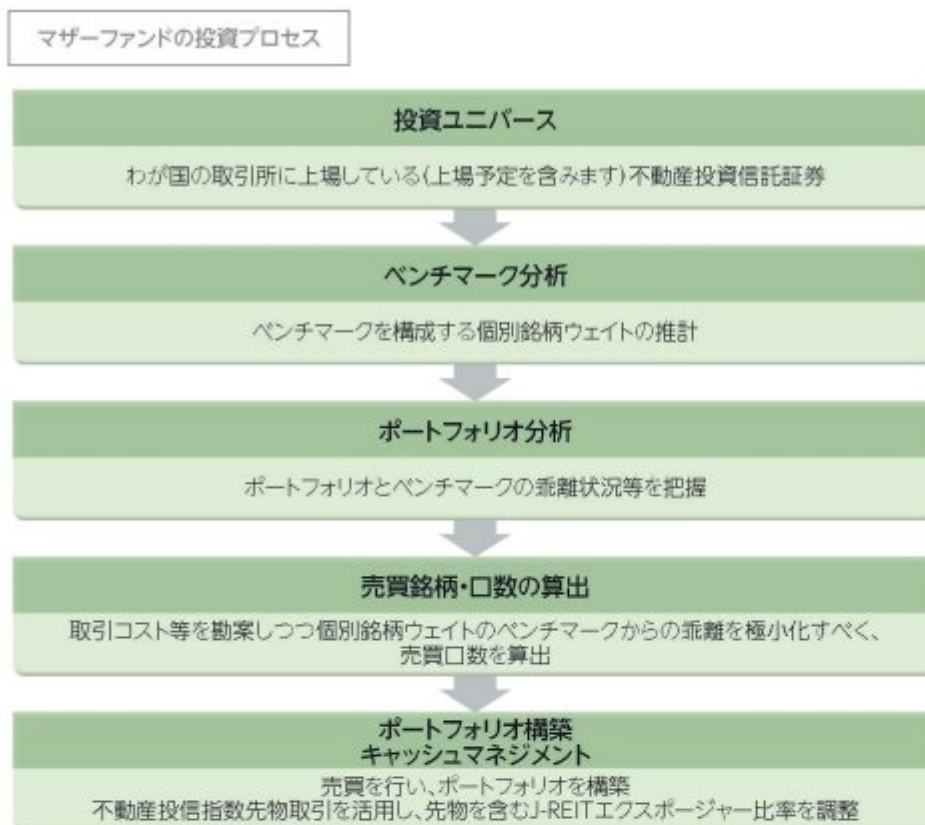 マザーファンドの投資プロセス
投資ユニバース
わが国の取引所に上場している(上場予定を含みます)不動産投資信託証券
ベンチマーク分析
ベンチマークを構成する個別銘柄ウェイトの推計
ポートフォリオ分析
ポートフォリオとベンチマークの乖離状況等を把握
売買銘柄・口数の算出
取引コスト等を勘案しつつ個別銘柄ウェイトのベンチマークからの乖離を極小化すべく、
売買口数を算出
ポートフォリオ構築
キャッシュマネジメント
売買を行い、ポートフォリオを構築
不動産投信指数先物取引を活用し、先物を含むJ-REITエクスポージャー比率を調整